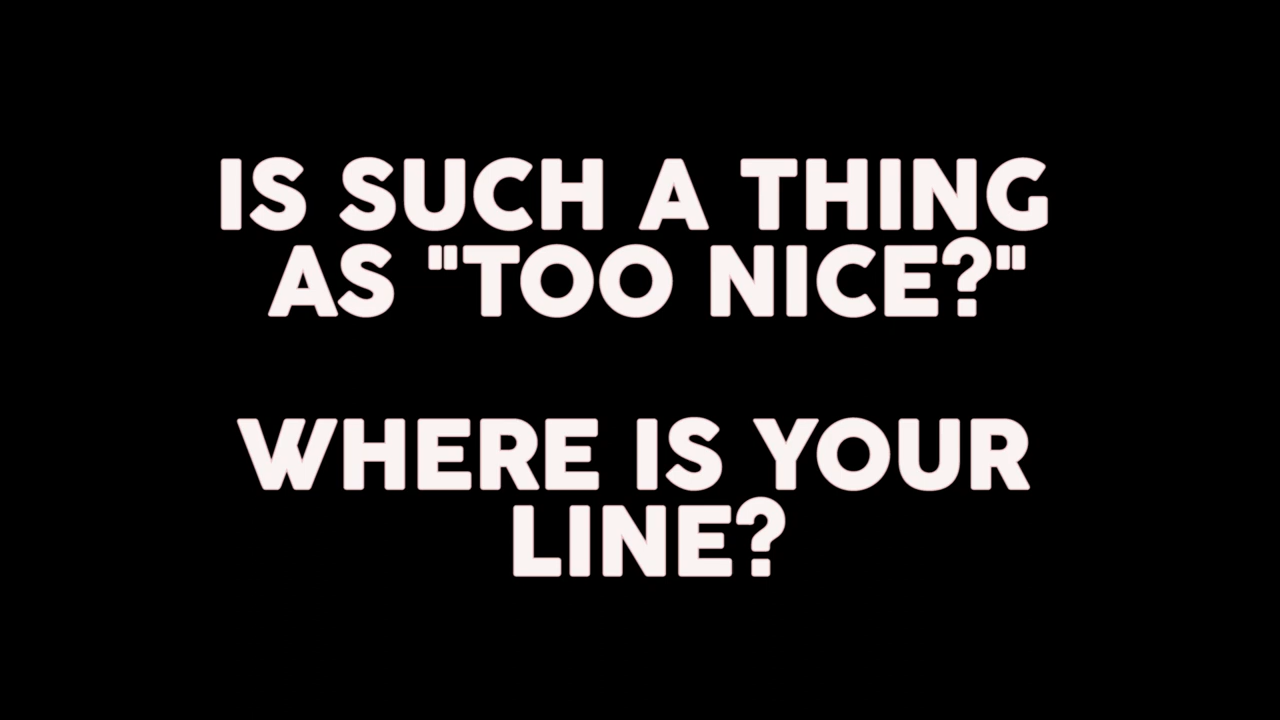 IS SUCH A THING
AS "TOO NICE?"
WHERE IS YOUR
LINE?